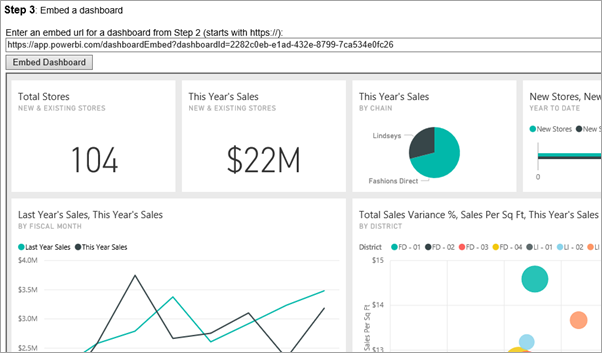 Step 3: Embed a dashboard
Enter an embed url for a dashboard from Step 2 (starts with https://):
https://app.powerbi.com/dashboardEmbed?dashboardId=2282c0eb-e1ad-432e-8799-7ca534e0fc26
Embed Dashboard
Total Stores
NEW & EXISTING STORES
104
This Year's Sales
NEW & EXISTING STORES
$22M
This Year's Sales
BY CHAIN
Lindseys
Fashions Direct
New Stores, New
YEAR TO DATE
New Stores New
0
Last Year's Sales, This Year's Sales
BY FISCAL MONTH
Last Year Sales This Year Sales
$4.0M
$3.5M
$3.0M
$2.5M
Total Sales Variance %, Sales Per Sq Ft, This Year's Sales
BY DISTRICT
District FD - 01 FD - 02 FD - 03 FD - 04 LI - 01 LI - 02 LI
$15
$14
$13
Sales Per Sq Ft